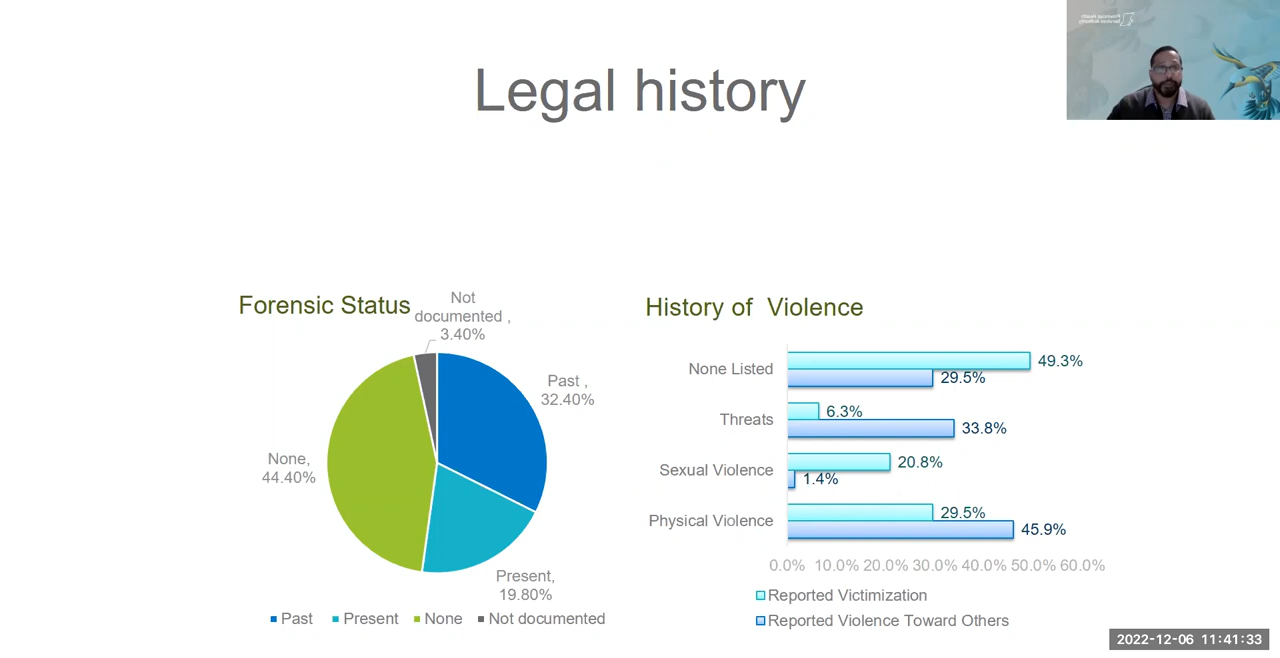 Legal history
Forensic Status
Not
documented ,
3.40%
Past ,
32.40%
None,
44.40%
Present,
19.80%
Past Present None Not documented
History of Violence
None Listed 49.3%
29.5%
Threats 6.3%
33.8%
Sexual Violence 20.8%
1.4%
Physical Violence 29.5%
45.9%
0.0% 10.0% 20.0% 30.0% 40.0% 50.0% 60.0%
Reported Victimization
Reported Violence Toward Others
2022-12-06 11:41:33